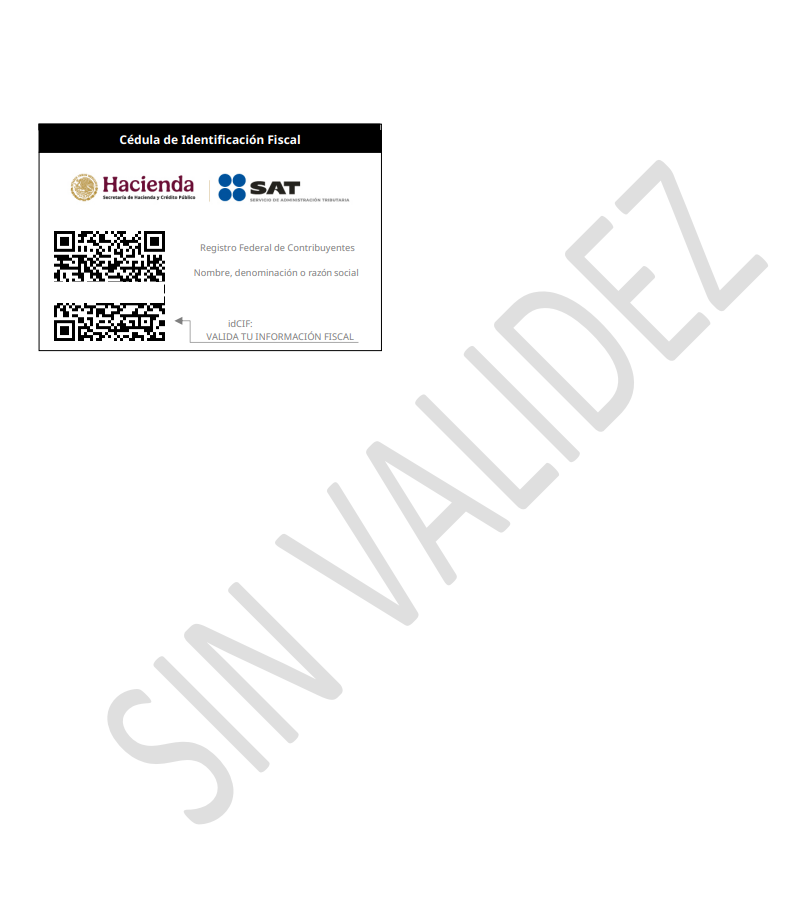 Cédula de Identificación Fiscal
Hacienda
Secretaría de Hacienda y Crédito Público
SAT
SERVICIO DE ADMINISTRACIÓN TRIBUTARIA
Registro Federal de Contribuyentes
Nombre, denominación o razón social
idCIF:
VALIDA TU INFORMACIÓN FISCAL
SIN VALIDEZ